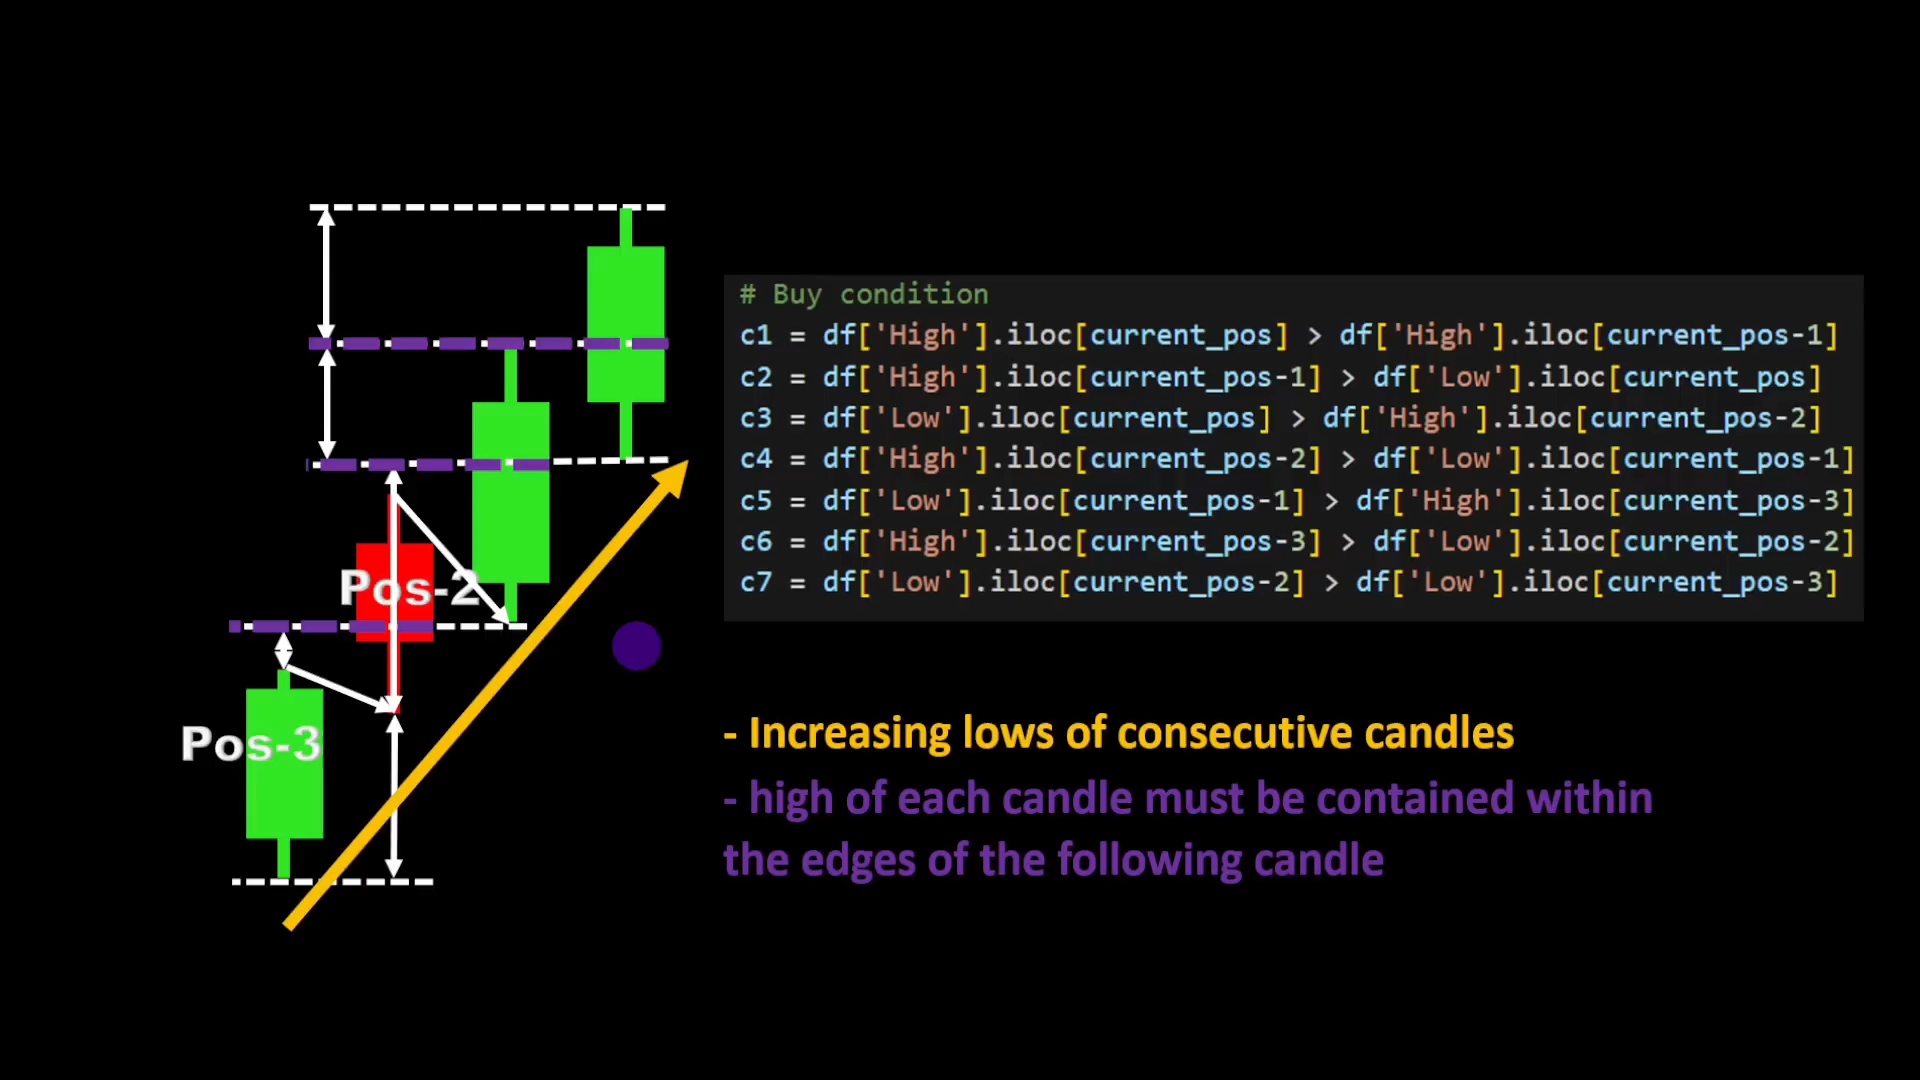 # Buy condition
c1 = df['High'].iloc[current_pos] > df['High'].iloc[current_pos-1]
c2 = df['High'].iloc[current_pos-1] > df['Low'].iloc[current_pos]
c3 = df['Low'].iloc[current_pos] > df['High'].iloc[current_pos-2]
c4 = df['High'].iloc[current_pos-2] > df['Low'].iloc[current_pos-1]
c5 = df['Low'].iloc[current_pos-1] > df['High'].iloc[current_pos-3]
c6 = df['High'].iloc[current_pos-3] > df['Low'].iloc[current_pos-2]
c7 = df['Low'].iloc[current_pos-2] > df['Low'].iloc[current_pos-3]
Pos-2
Pos-3
- Increasing lows of consecutive candles
- high of each candle must be contained within
the edges of the following candle